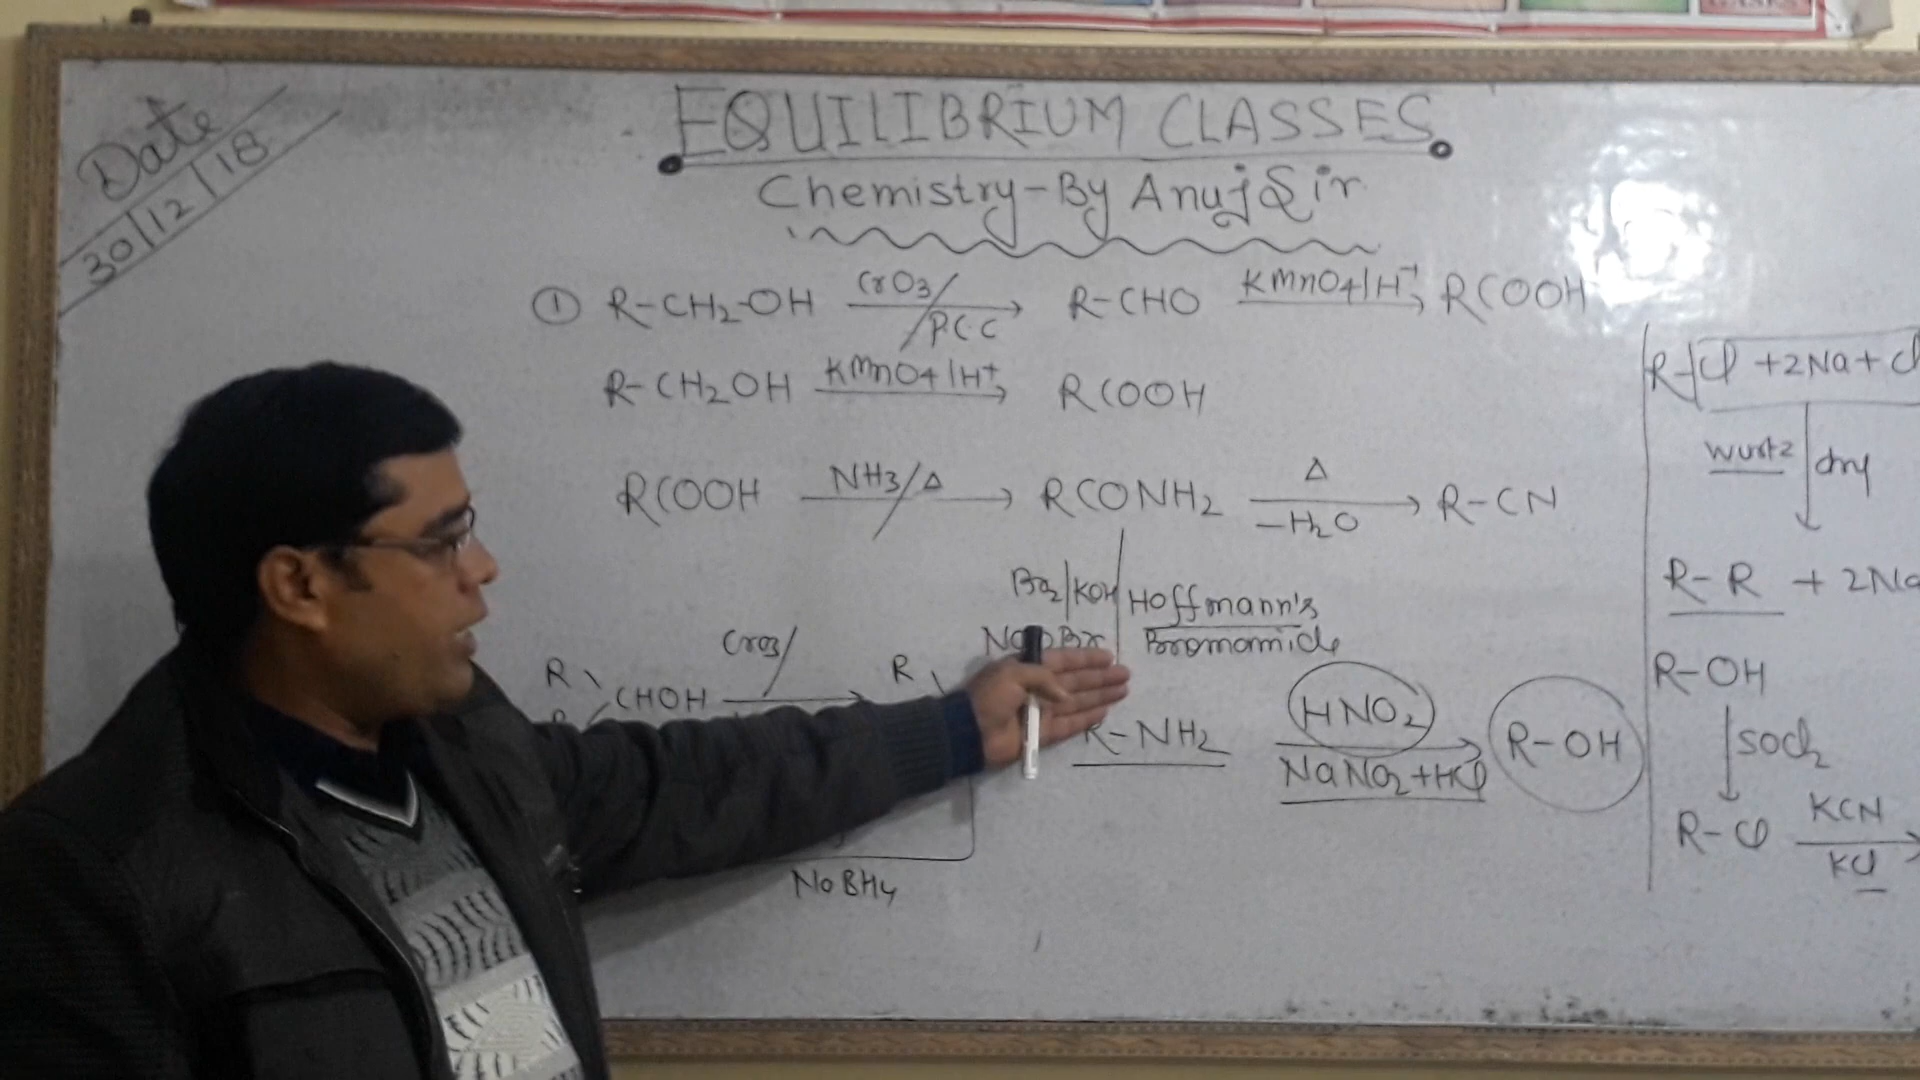 Date
30/12/18
EQUILIBRIUM CLASSES
Chemistry-By Anuj Sir
① R-CH2-OH CrO3/ P.C.C → R-CHO KMnO4/H+ → RCOOH
R-CH2OH KMnO4/H+ → RCOOH
RCOOH NH3/Δ → RCONH2 Δ -H2O → R-CN
Br2/KOH Hoffmann's
Bromamide
R
CHOH CrO3/ → R
R-NH2 HNO2 NaNO2+HCl → R-OH
NaBH4
R-Cl +2Na+Cl
wurtz dry
R-R + 2Na
R-OH
SOCl2
R-Cl KCN KCl →